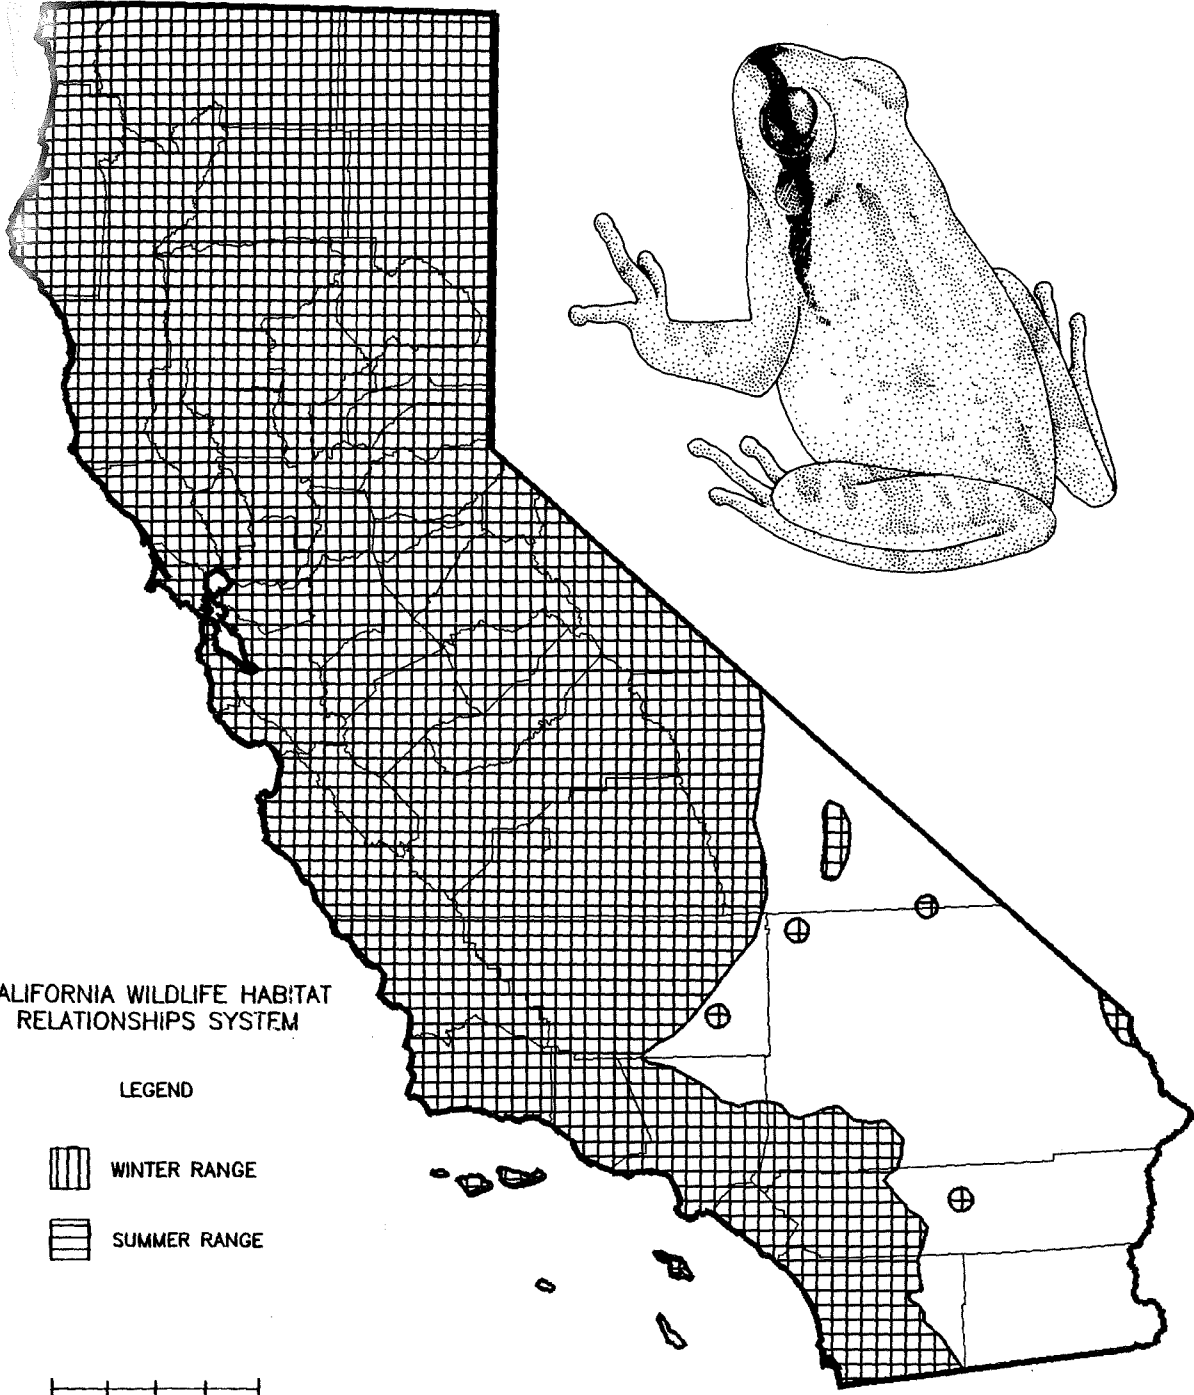 ALIFORNIA WILDLIFE HABITAT
RELATIONSHIPS SYSTEM
LEGEND
WINTER RANGE
SUMMER RANGE